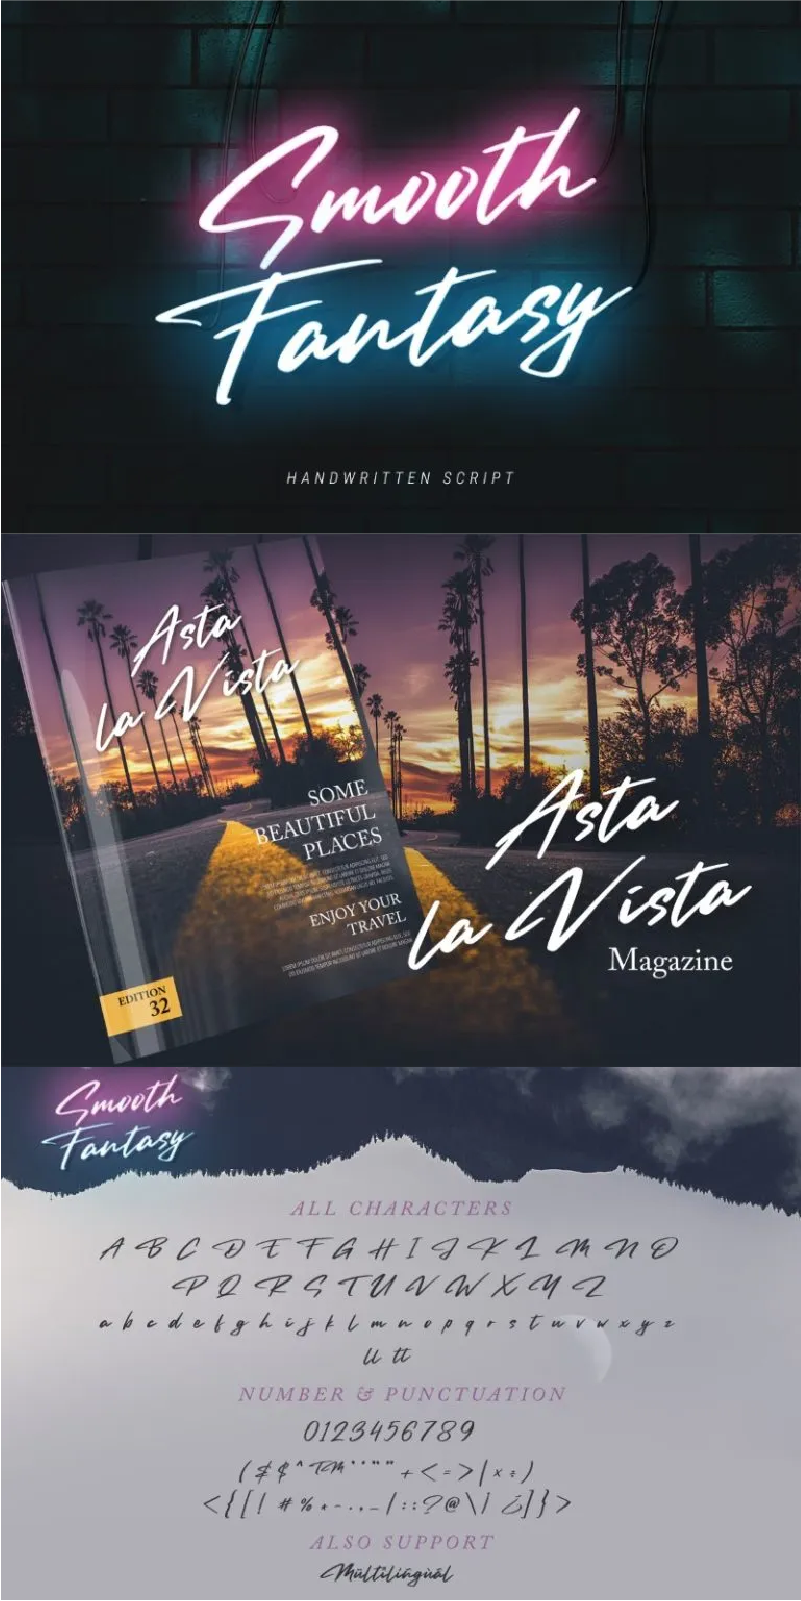 Smooth
Fantasy
HANDWRITTEN SCRIPT
Asta
la Vista
SOME
BEAUTIFUL
PLACES
ENJOY YOUR
TRAVEL
EDITION
32
Asta
la Vista
Magazine
Smooth
Fantasy
ALL CHARACTERS
A B C D E F G H I J K L M N O
P Q R S T U V W X Y Z
a b c d e f g h i j k l m n o p q r s t u v w x y z
ll tt
NUMBER & PUNCTUATION
0123456789
+ < = > | × ÷ )
< { [ ! # %
? @ \ ¡ ¿ ] } >
ALSO SUPPORT
Multilingual